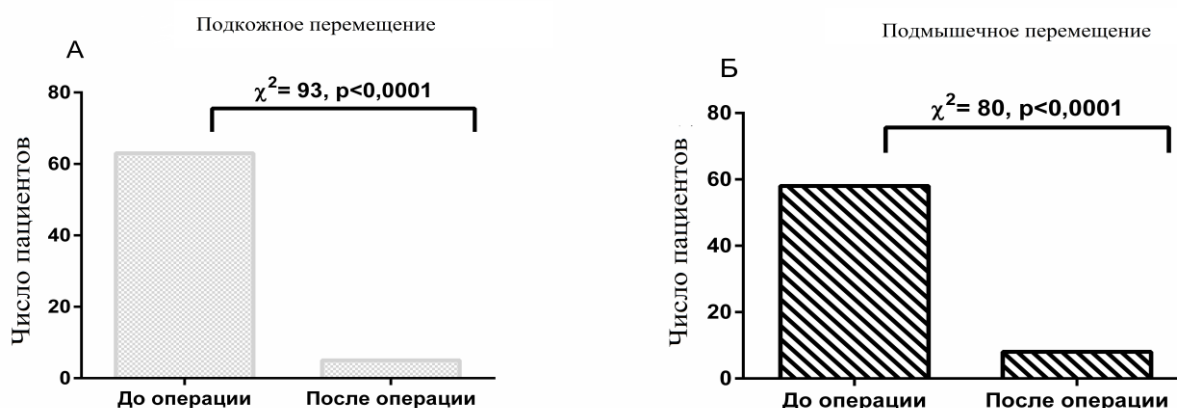 Подкожное перемещение
А
χ²= 93, p<0,0001
Число пациентов
80
60
40
20
0
До операции
После операции
Подмышечное перемещение
Б
χ²= 80, p<0,0001
Число пациентов
80
60
40
20
0
До операции
После операции